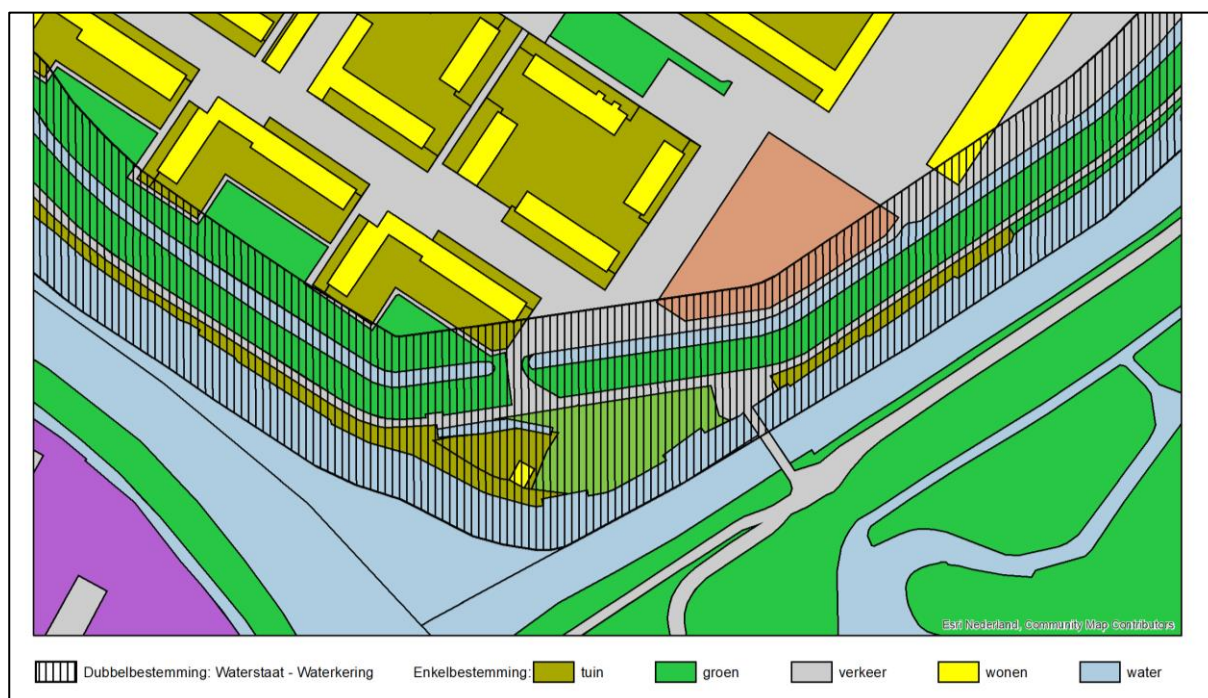 Esri Nederland, Community Map Contributors
Dubbelbestemming: Waterstaat - Waterkering Enkelbestemming: tuin groen verkeer wonen water